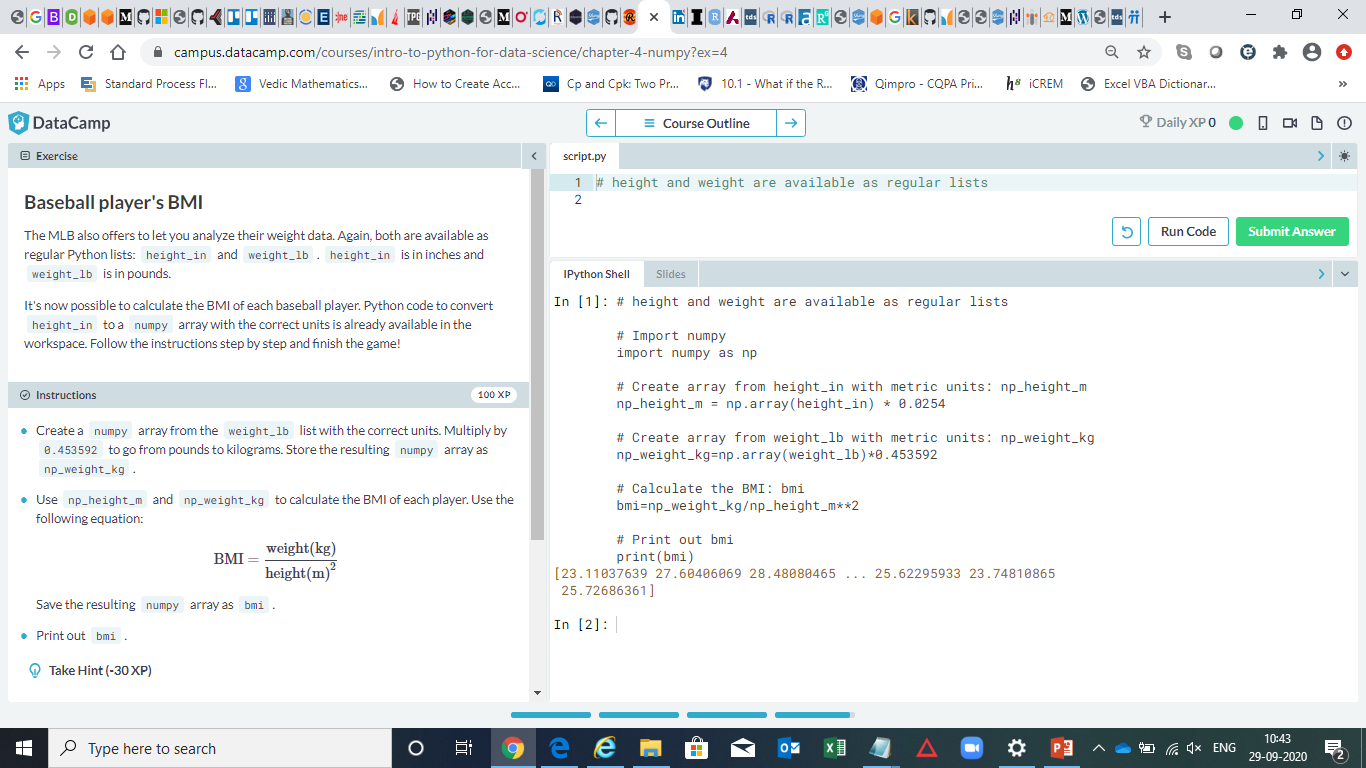 campus.datacamp.com/courses/intro-to-python-for-data-science/chapter-4-numpy?ex=4
Apps Standard Process Fl... Vedic Mathematics... How to Create Acc... Cp and Cpk: Two Pr... 10.1 - What if the R... Qimpro - CQPA Pri... iCREM Excel VBA Dictionar... »
DataCamp
Course Outline
Daily XP 0
Exercise
Baseball player's BMI
The MLB also offers to let you analyze their weight data. Again, both are available as
regular Python lists: height_in and weight_lb . height_in is in inches and
weight_lb is in pounds.
It's now possible to calculate the BMI of each baseball player. Python code to convert
height_in to a numpy array with the correct units is already available in the
workspace. Follow the instructions step by step and finish the game!
Instructions 100 XP
Create a numpy array from the weight_lb list with the correct units. Multiply by
0.453592 to go from pounds to kilograms. Store the resulting numpy array as
np_weight_kg .
Use np_height_m and np_weight_kg to calculate the BMI of each player. Use the
following equation:
BMI = weight(kg)
height(m)²
Save the resulting numpy array as bmi .
Print out bmi .
Take Hint (-30 XP)
script.py
1 # height and weight are available as regular lists
2
Run Code Submit Answer
IPython Shell Slides
In [1]: # height and weight are available as regular lists
# Import numpy
import numpy as np
# Create array from height_in with metric units: np_height_m
np_height_m = np.array(height_in) * 0.0254
# Create array from weight_lb with metric units: np_weight_kg
np_weight_kg=np.array(weight_lb)*0.453592
# Calculate the BMI: bmi
bmi=np_weight_kg/np_height_m**2
# Print out bmi
print(bmi)
[23.11037639 27.60406069 28.48080465 ... 25.62295933 23.74810865
25.72686361]
In [2]:
Type here to search
ENG
10:43
29-09-2020
2